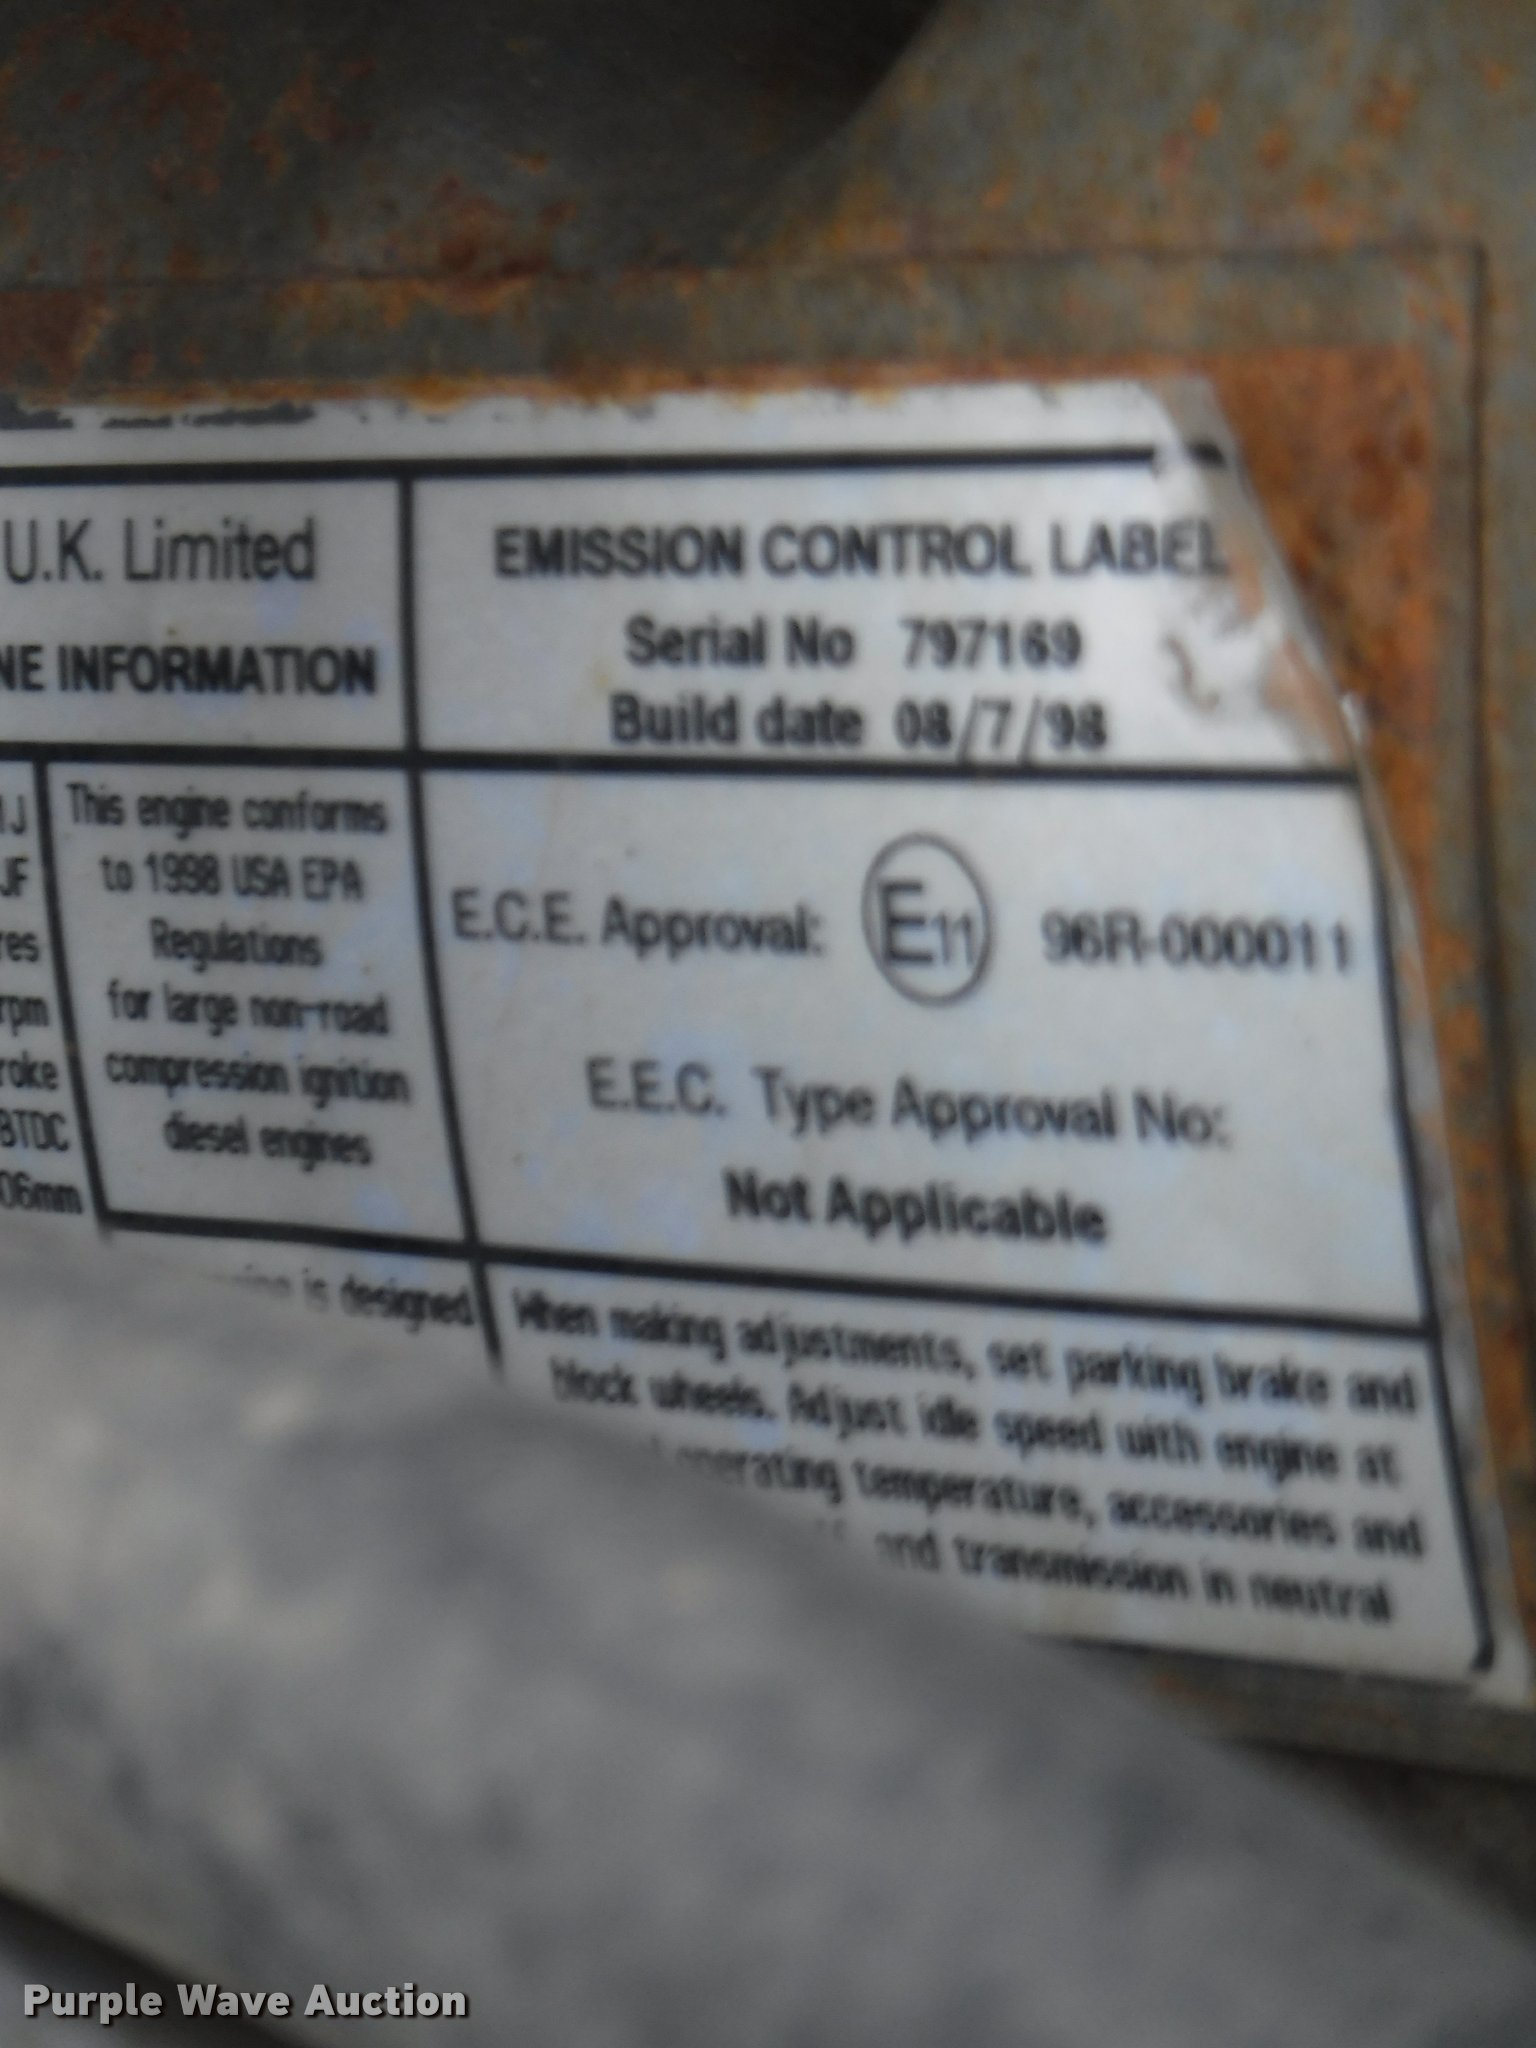 U.K. Limited
NE INFORMATION
EMISSION CONTROL LABEL
Serial No 797169
Build date 08/7/98
JF
rpm
BTDC
06mm
This engine conforms
to 1998 USA EPA
Regulations
for large non-road
compression ignition
diesel engines
E.C.E. Approval: E11 96R-000011
E.E.C. Type Approval No:
Not Applicable
is designed
When making adjustments, set parking brake and
block wheels. Adjust idle speed with engine at
operating temperature, accessories and
and transmission in neutral
Purple Wave Auction